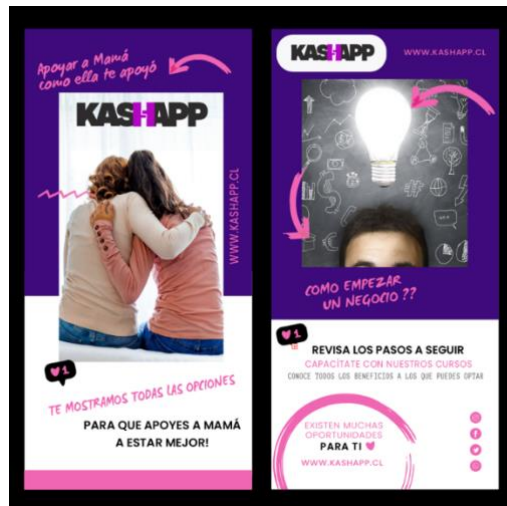 Apoyar a Mamá
como ella te apoyó
KASHAPP
WWW.KASHAPP.CL
1
TE MOSTRAMOS TODAS LAS OPCIONES
PARA QUE APOYES A MAMÁ
A ESTAR MEJOR!
KASHAPP
WWW.KASHAPP.CL
COMO EMPEZAR
UN NEGOCIO ??
1
REVISA LOS PASOS A SEGUIR
CAPACÍTATE CON NUESTROS CURSOS
CONOCE TODOS LOS BENEFICIOS A LOS QUE PUEDES OPTAR
EXISTEN MUCHAS
OPORTUNIDADES
PARA TI
WWW.KASHAPP.CL